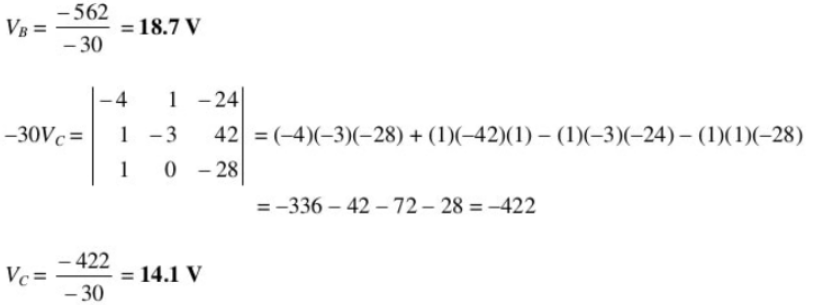 V_B = -562 / -30 = 18.7 V
-30V_C = | -4 1 -24 |
| 1 -3 42 | = (–4)(–3)(–28) + (1)(–42)(1) – (1)(–3)(–24) – (1)(1)(–28)
| 1 0 -28 |
= –336 – 42 – 72 – 28 = –422
V_C = -422 / -30 = 14.1 V